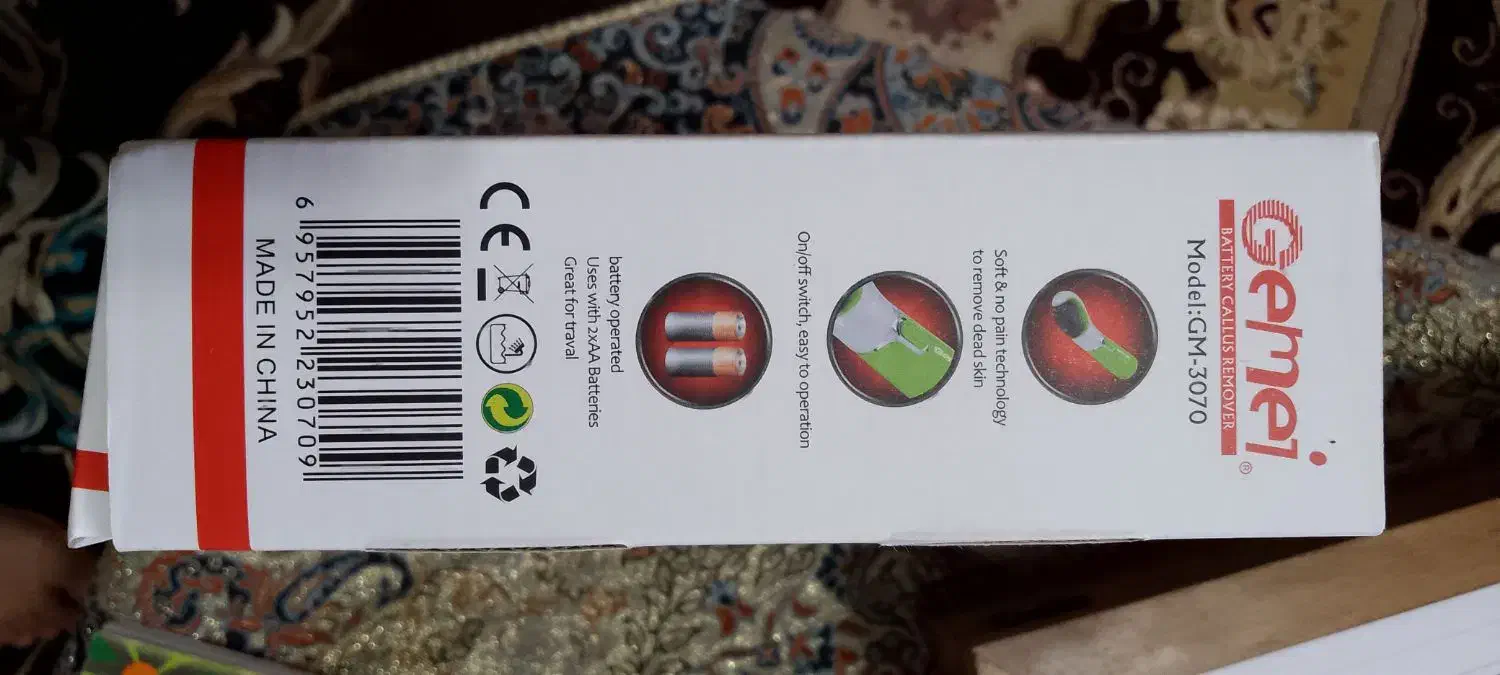 Gemei®
BATTERY CALLUS REMOVER
Model:GM-3070
Soft & no pain technology
to remove dead skin
On/off switch, easy to operation
battery operated
Uses with 2xAA Batteries
Great for traval
CE
6 957952 230709
MADE IN CHINA